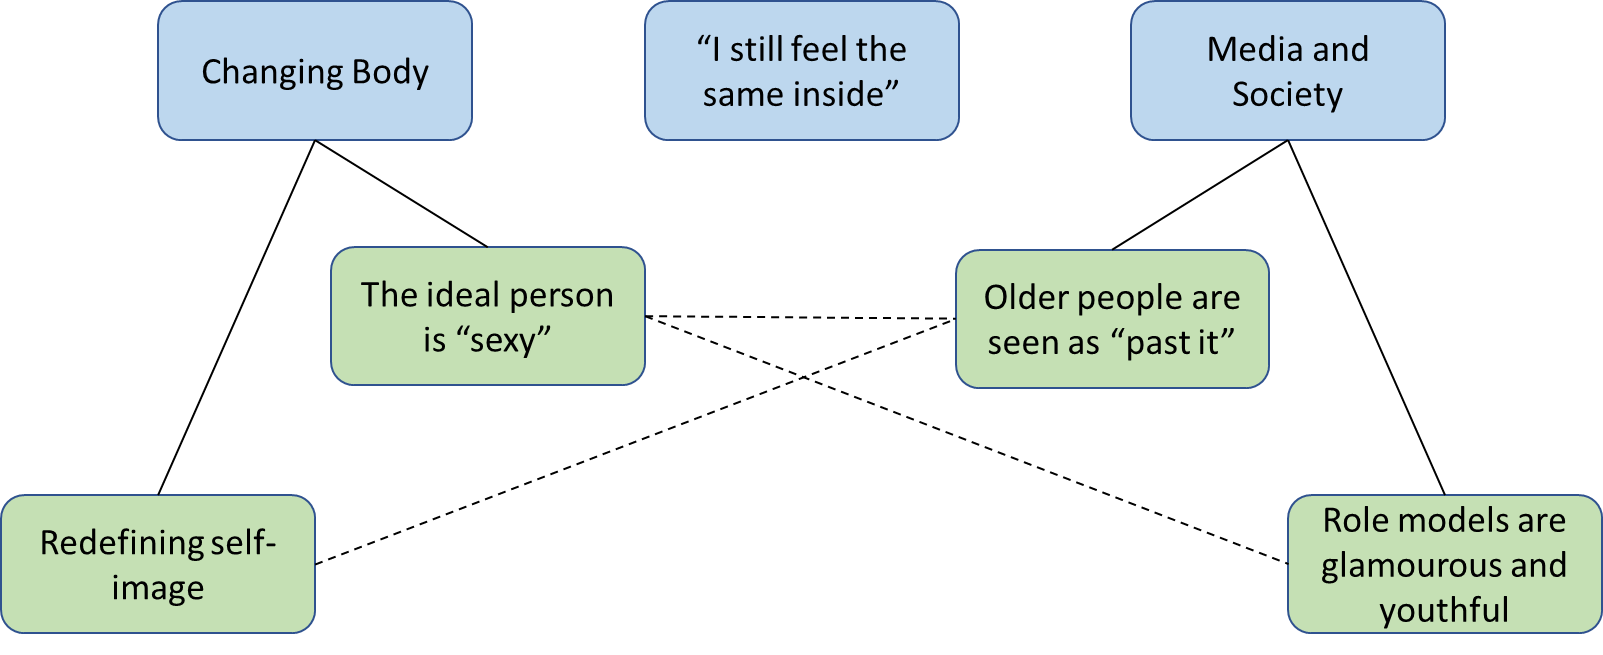 Changing Body
“I still feel the
same inside”
Media and
Society
The ideal person
is “sexy”
Older people are
seen as “past it”
Redefining self-
image
Role models are
glamourous and
youthful